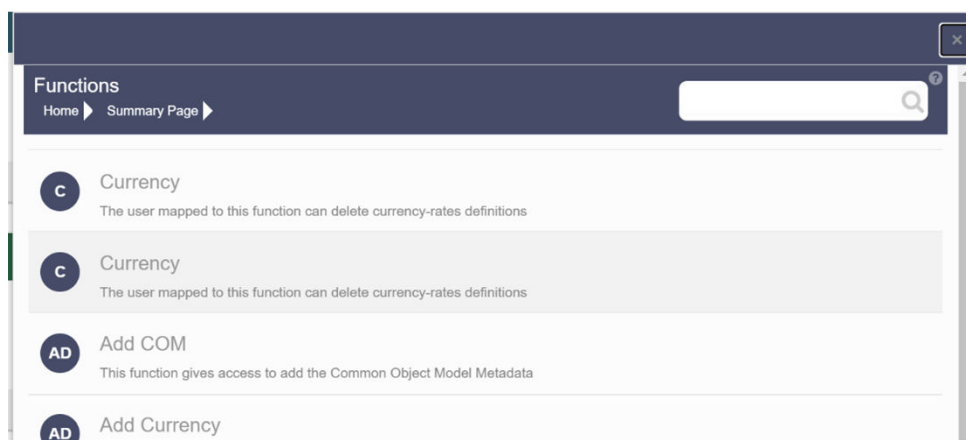 ×
Functions
?
Home Summary Page
C
Currency
The user mapped to this function can delete currency-rates definitions
C
Currency
The user mapped to this function can delete currency-rates definitions
AD
Add COM
This function gives access to add the Common Object Model Metadata
AD
Add Currency